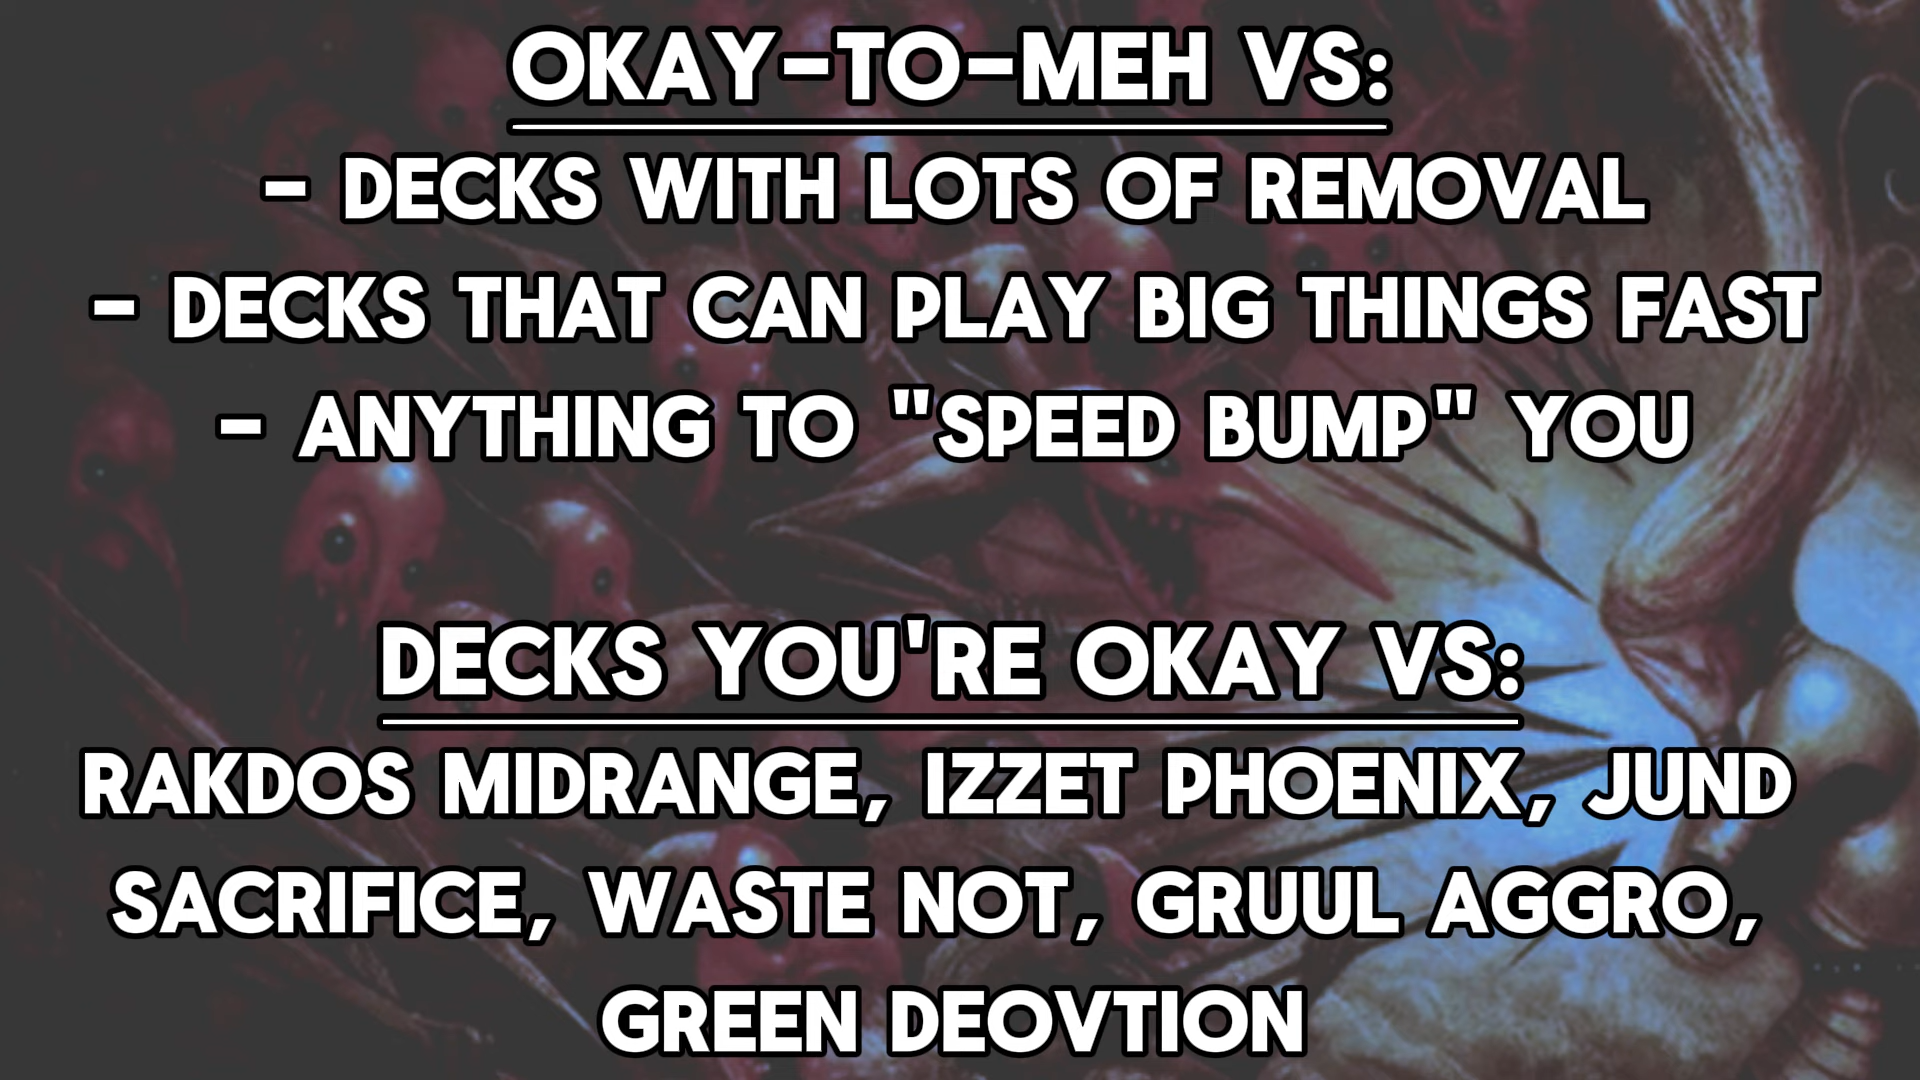 OKAY-TO-MEH VS:
- DECKS WITH LOTS OF REMOVAL
- DECKS THAT CAN PLAY BIG THINGS FAST
- ANYTHING TO "SPEED BUMP" YOU
DECKS YOU'RE OKAY VS:
RAKDOS MIDRANGE, IZZET PHOENIX, JUND
SACRIFICE, WASTE NOT, GRUUL AGGRO,
GREEN DEOVTION